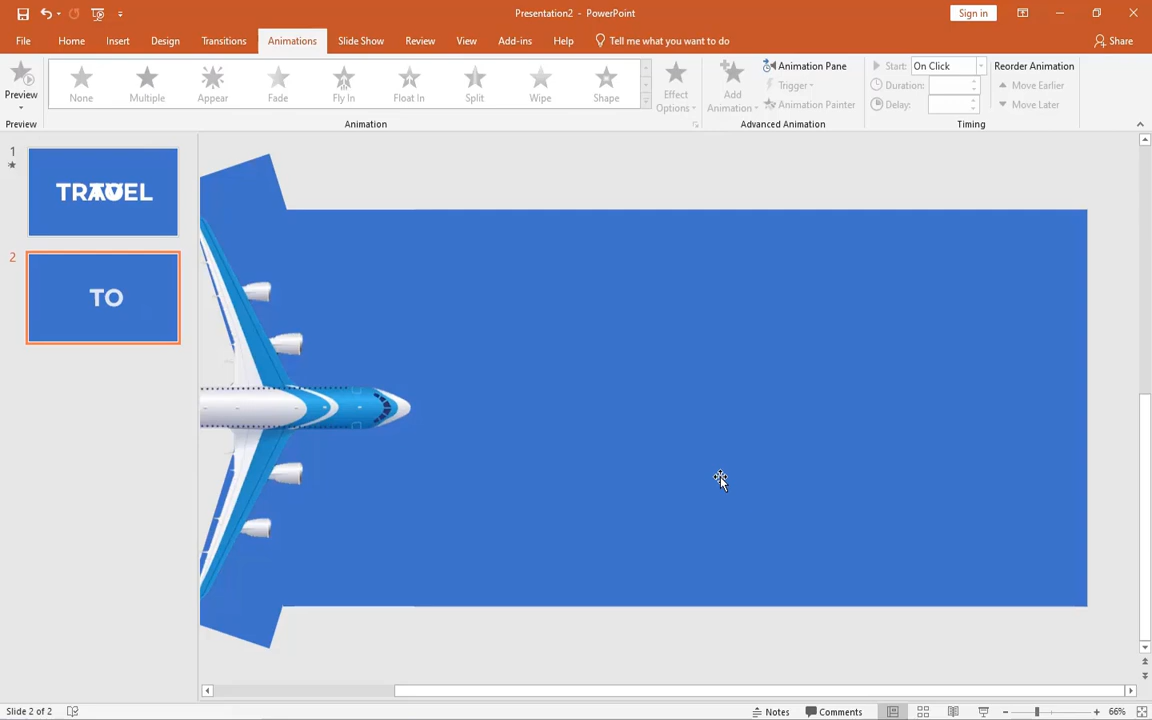 Presentation2 - PowerPoint
Sign in
File
Home
Insert
Design
Transitions
Animations
Slide Show
Review
View
Add-ins
Help
Tell me what you want to do
Share
Preview
None
Multiple
Appear
Fade
Fly In
Float In
Split
Wipe
Shape
Effect
Options
Add
Animation
Animation Pane
Trigger
Animation Painter
Start:
On Click
Duration:
Delay:
Reorder Animation
Move Earlier
Move Later
Preview
Animation
Advanced Animation
Timing
1
2
TO
Slide 2 of 2
Notes
Comments
66%